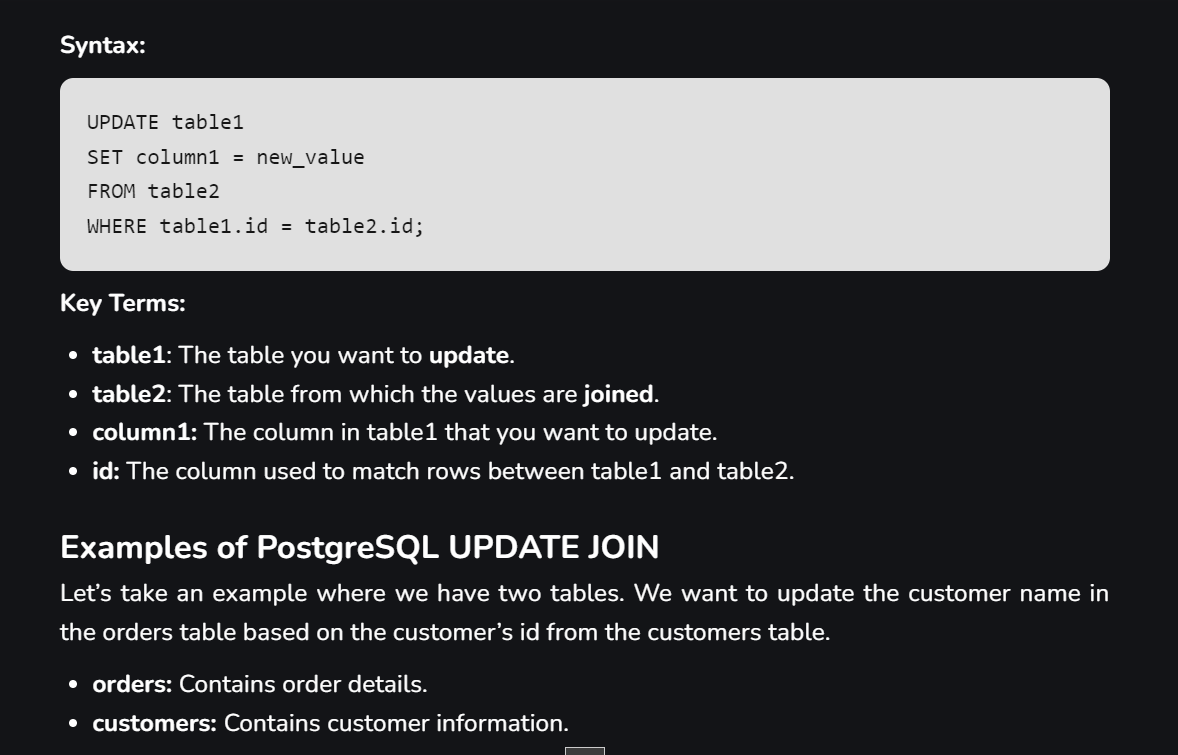 Syntax:
UPDATE table1
SET column1 = new_value
FROM table2
WHERE table1.id = table2.id;
Key Terms:
• table1: The table you want to update.
• table2: The table from which the values are joined.
• column1: The column in table1 that you want to update.
• id: The column used to match rows between table1 and table2.
Examples of PostgreSQL UPDATE JOIN
Let’s take an example where we have two tables. We want to update the customer name in
the orders table based on the customer’s id from the customers table.
• orders: Contains order details.
• customers: Contains customer information.